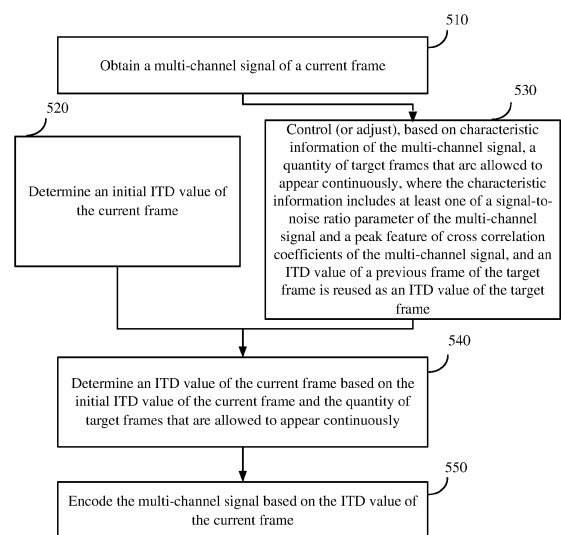 510
Obtain a multi-channel signal of a current frame
520
Determine an initial ITD value of
the current frame
530
Control (or adjust), based on characteristic
information of the multi-channel signal, a
quantity of target frames that are allowed to
appear continuously, where the characteristic
information includes at least one of a signal-to-
noise ratio parameter of the multi-channel
signal and a peak feature of cross correlation
coefficients of the multi-channel signal, and an
ITD value of a previous frame of the target
frame is reused as an ITD value of the target
frame
540
Determine an ITD value of the current frame based on the
initial ITD value of the current frame and the quantity of
target frames that are allowed to appear continuously
550
Encode the multi-channel signal based on the ITD value of
the current frame